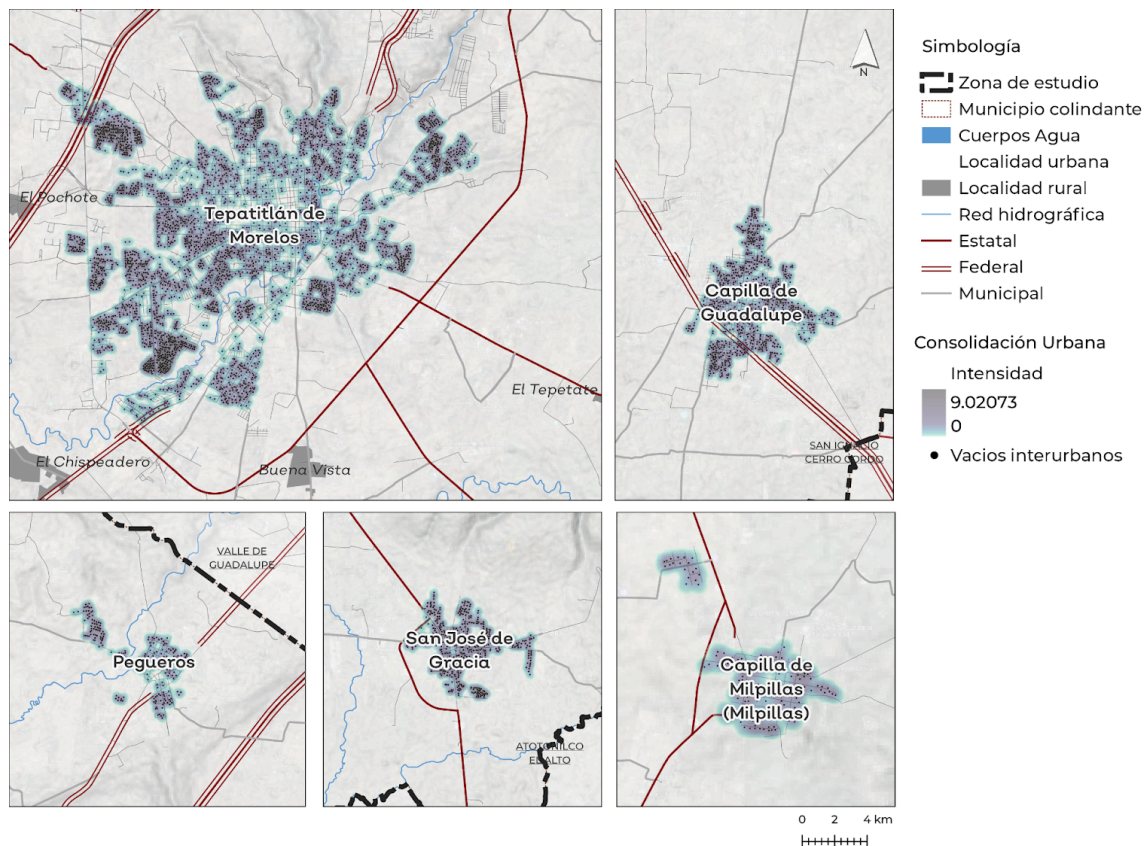 El Pochote
Tepatitlán de
Morelos
El Tepetate
El Chispeadero
Buena Vista
Capilla de
Guadalupe
SAN IGNACIO
CERRO GORDO
N
Simbología
Zona de estudio
Municipio colindante
Cuerpos Agua
Localidad urbana
Localidad rural
Red hidrográfica
Estatal
Federal
Municipal
Consolidación Urbana
Intensidad
9.02073
0
Vacios interurbanos
VALLE DE
GUADALUPE
Pegueros
San José de
Gracia
ATOTONILCO
EL ALTO
Capilla de
Milpillas
(Milpillas)
0 2 4 km